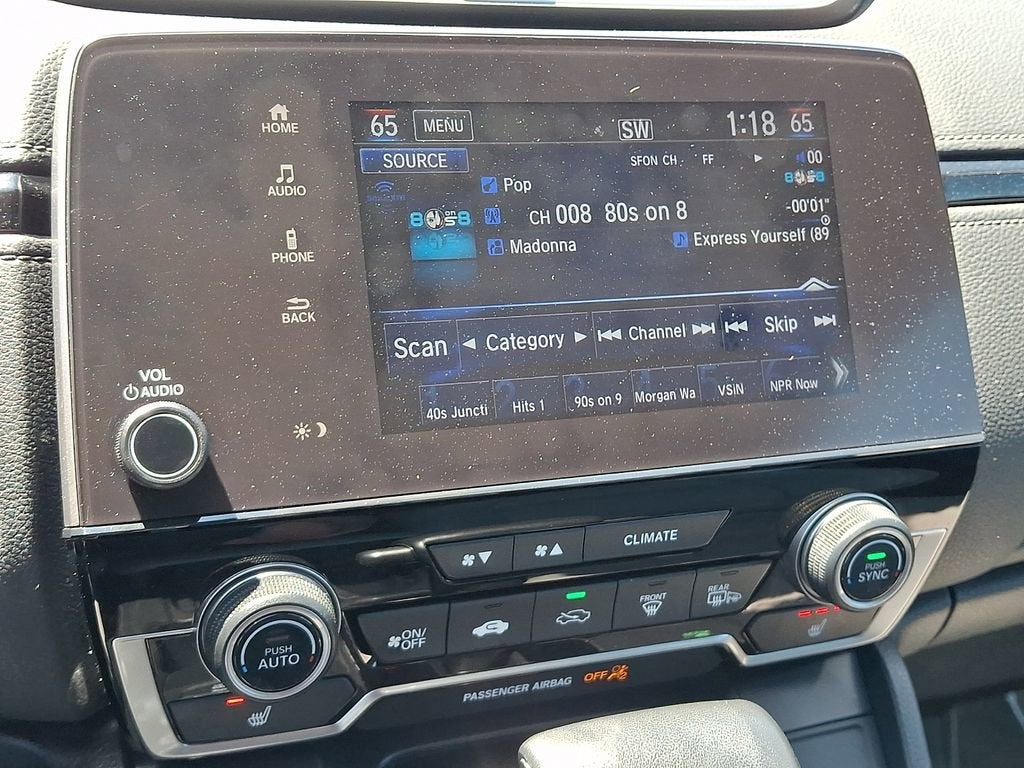 HOME
AUDIO
PHONE
BACK
VOL
AUDIO
65 MENU SW 1:18 65
SOURCE SFON CH FF 00
8 on 8
Pop
CH 008 80s on 8 -00'01"
Madonna Express Yourself (89
Scan Category Channel Skip
40s Juncti Hits 1 90s on 9 Morgan Wa VSiN NPR Now
CLIMATE
PUSH
SYNC
ON/
OFF
FRONT
REAR
PUSH
AUTO
PASSENGER AIRBAG OFF